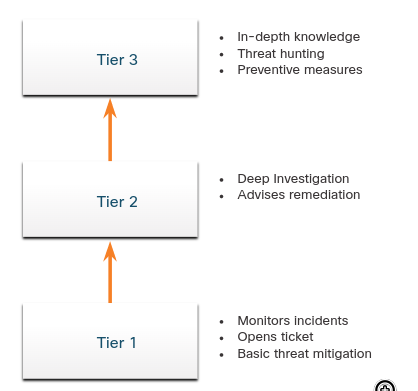 Tier 3
• In-depth knowledge
• Threat hunting
• Preventive measures
Tier 2
• Deep Investigation
• Advises remediation
Tier 1
• Monitors incidents
• Opens ticket
• Basic threat mitigation